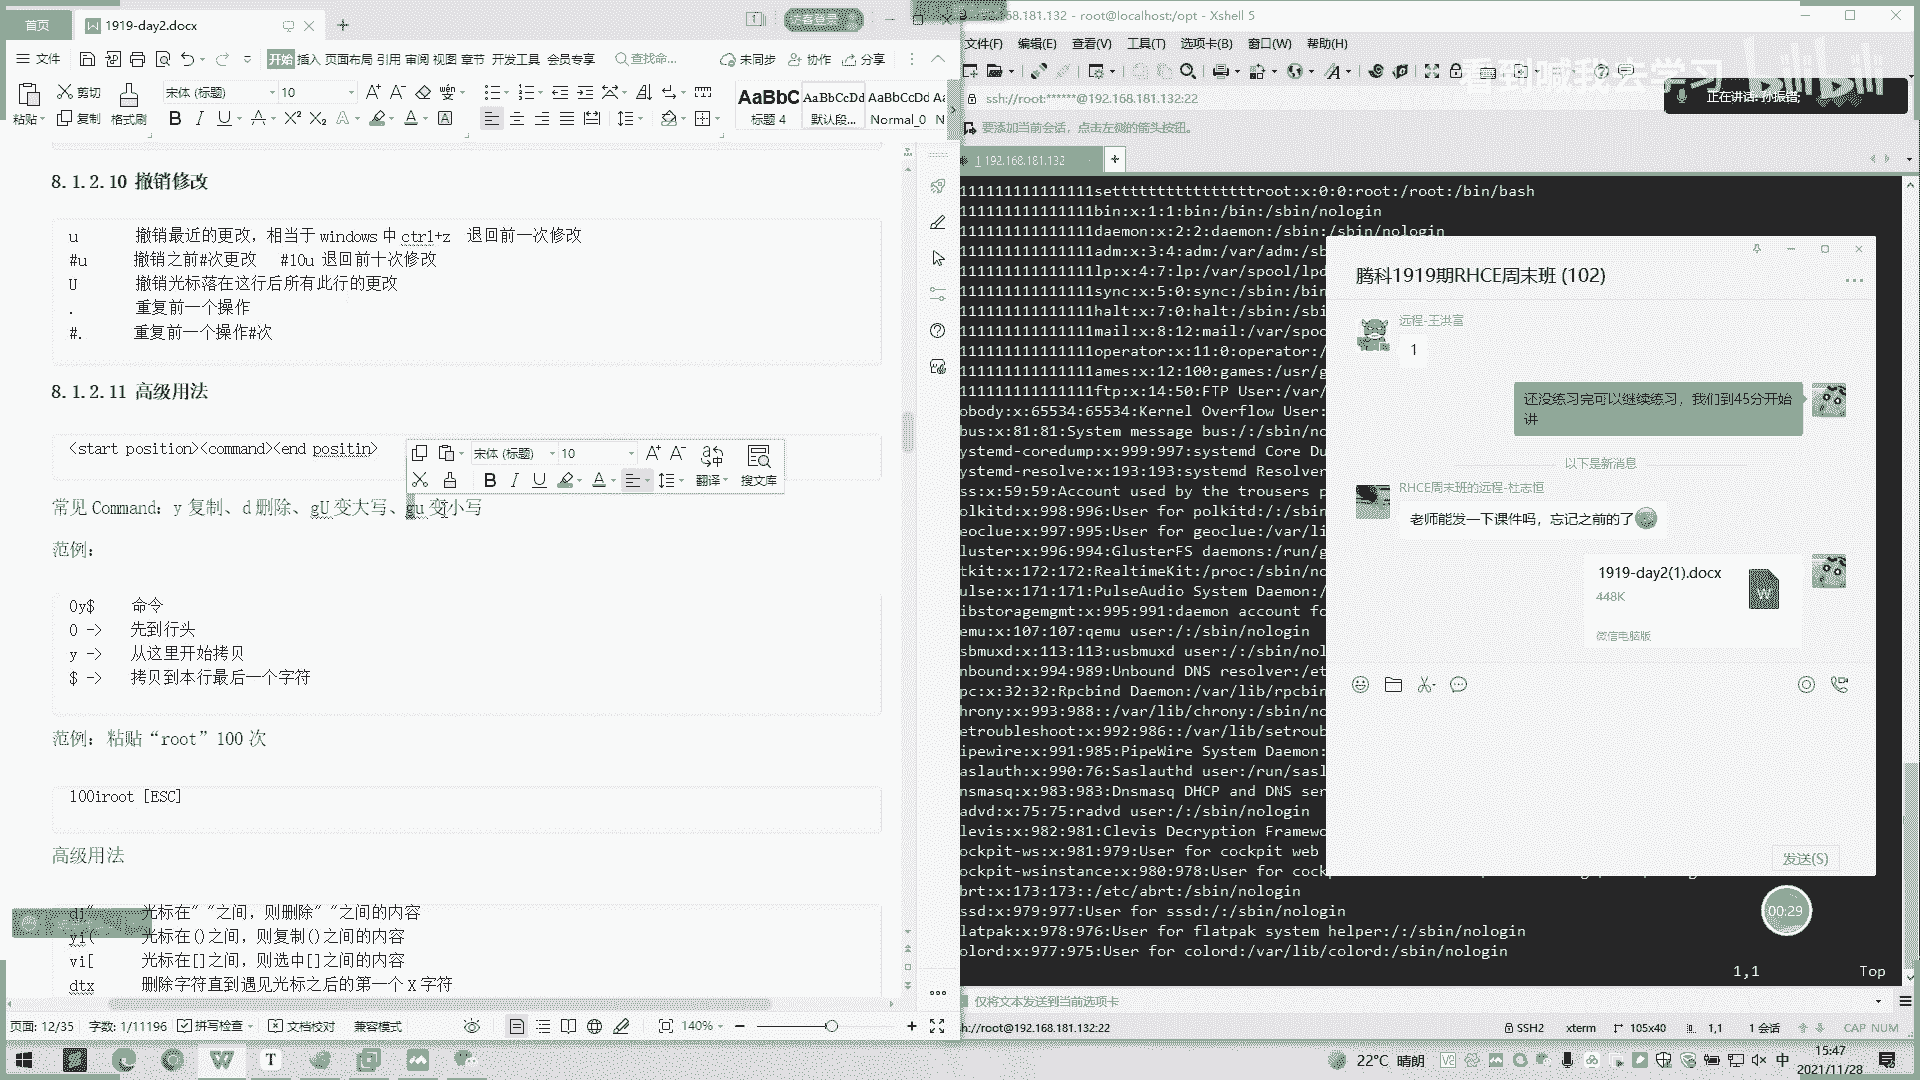 首页
1919-day2.docx
文件 开始 插入 页面布局 引用 审阅 视图 章节 开发工具 会员专享 查找命... 未同步 协作 分享
粘贴 剪切 复制 格式刷
宋体 (标题) 10
AaBbC AaBbCcDd AaBbCcDd
标题 4 默认段... Normal_0
8.1.2.10 撤销修改
u 撤销最近的更改，相当于 windows 中 ctrl+z 退回前一次修改
#u 撤销之前#次更改 #10u 退回前十次修改
U 撤销光标落在这行后所有此行的更改
. 重复前一个操作
#. 重复前一个操作#次
8.1.2.11 高级用法
<start position><command><end positin>
宋体 (标题) 10
翻译 搜文库
常见 Command：y 复制、d 删除、gU 变大写、gu 变小写
范例：
0y$ 命令
0 -> 先到行头
y -> 从这里开始拷贝
$ -> 拷贝到本行最后一个字符
范例：粘贴“root”100 次
100iroot [ESC]
高级用法
di" 光标在" "之间，则删除" "之间的内容
yi( 光标在()之间，则复制()之间的内容
vi[ 光标在[]之间，则选中[]之间的内容
dtx 删除字符直到遇见光标之后的第一个 X 字符
页面: 12/35 字数: 1/11196 拼写检查 文档校对 兼容模式 140%
192.168.181.132 - root@localhost:/opt - Xshell 5
文件(F) 编辑(E) 查看(V) 工具(T) 选项卡(B) 窗口(W) 帮助(H)
看到喊我去学习 bilibili
正在讲话: 孙振锴;
ssh://root:******@192.168.181.132:22
要添加当前会话，点击左侧的箭头按钮。
1 192.168.181.132
111111111111111settttttttttttttttroot:x:0:0:root:/root:/bin/bash
111111111111111bin:x:1:1:bin:/bin:/sbin/nologin
111111111111111daemon:x:2:2:daemon:/sbin:/sbin/nologin
111111111111111adm:x:3:4:adm:/var/adm:/sb
111111111111111lp:x:4:7:lp:/var/spool/lpd
111111111111111sync:x:5:0:sync:/sbin:/bin
111111111111111halt:x:7:0:halt:/sbin:/sbi
111111111111111mail:x:8:12:mail:/var/spoo
111111111111111operator:x:11:0:operator:/
111111111111111ames:x:12:100:games:/usr/g
111111111111111ftp:x:14:50:FTP User:/var/
obody:x:65534:65534:Kernel Overflow User:
bus:x:81:81:System message bus:/:/sbin/no
ystemd-coredump:x:999:997:systemd Core Du
ystemd-resolve:x:193:193:systemd Resolver
ss:x:59:59:Account used by the trousers p
olkitd:x:998:996:User for polkitd:/:/sbin
eoclue:x:997:995:User for geoclue:/var/li
luster:x:996:994:GlusterFS daemons:/run/g
tkit:x:172:172:RealtimeKit:/proc:/sbin/no
ulse:x:171:171:PulseAudio System Daemon:/
ibstoragemgmt:x:995:991:daemon account fo
emu:x:107:107:qemu user:/:/sbin/nologin
sbmuxd:x:113:113:usbmuxd user:/:/sbin/nol
nbound:x:994:989:Unbound DNS resolver:/et
pc:x:32:32:Rpcbind Daemon:/var/lib/rpcbin
hrony:x:993:988::/var/lib/chrony:/sbin/no
etroubleshoot:x:992:986::/var/lib/setroub
ipewire:x:991:985:PipeWire System Daemon:
aslauth:x:990:76:Saslauthd user:/run/sasl
nsmasq:x:983:983:Dnsmasq DHCP and DNS ser
advd:x:75:75:radvd user:/:/sbin/nologin
levis:x:982:981:Clevis Decryption Framewo
ockpit-ws:x:981:979:User for cockpit web
ockpit-wsinstance:x:980:978:User for cock
brt:x:173:173::/etc/abrt:/sbin/nologin
ssd:x:979:977:User for sssd:/:/sbin/nologin
latpak:x:978:976:User for flatpak system helper:/:/sbin/nologin
olord:x:977:975:User for colord:/var/lib/colord:/sbin/nologin
1,1 Top
仅将文本发送到当前选项卡
h://root@192.168.181.132:22 SSH2 xterm 105x40 1,1 1 会话 CAP NUM
腾科1919期RHCE周末班 (102)
远程-王洪富
1
还没练习完可以继续练习，我们到45分开始
讲
以下是新消息
RHCE周末班的远程-杜志恒
老师能发一下课件吗，忘记之前的了
1919-day2(1).docx
448K
微信电脑版
发送(S)
00:29
22°C 晴朗 中 15:47
2021/11/28